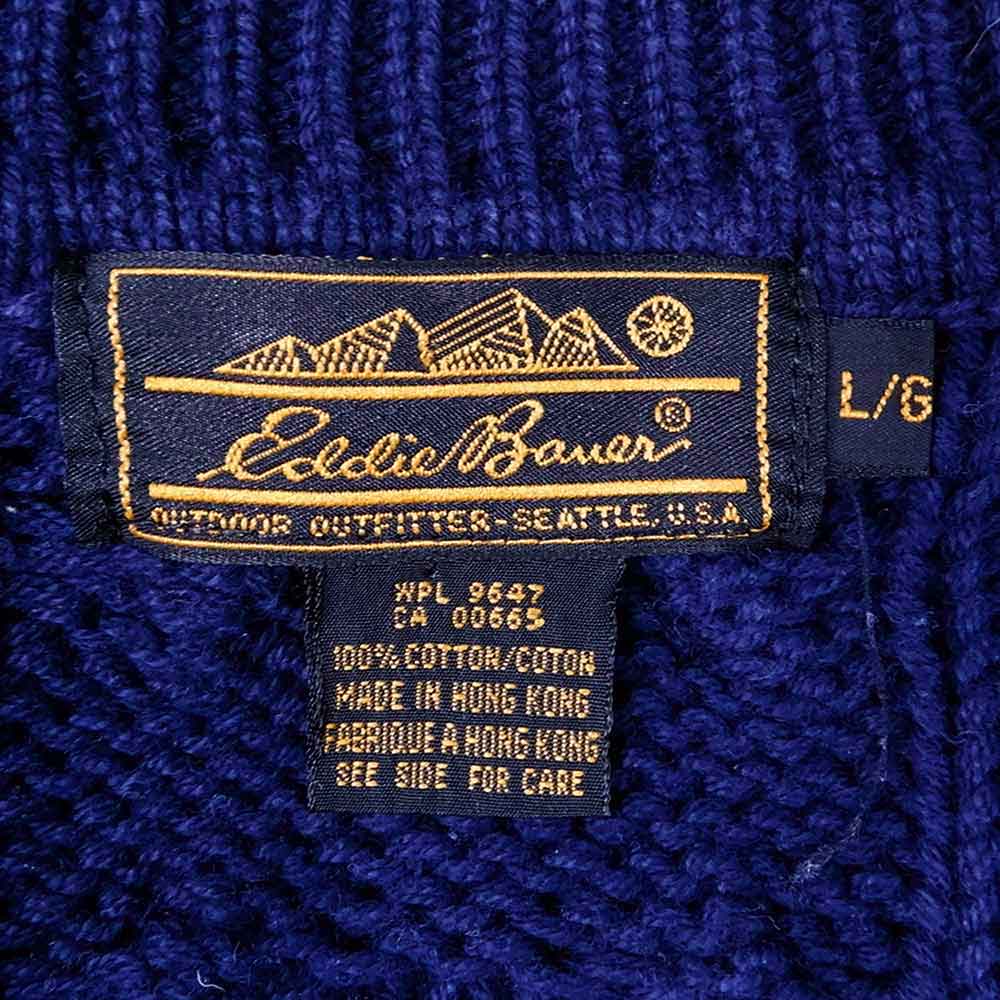 Eddie Bauer®
OUTDOOR OUTFITTER-SEATTLE, U.S.A.
L/G
WPL 9647
CA 00665
100% COTTON/COTON
MADE IN HONG KONG
FABRIQUE A HONG KONG
SEE SIDE FOR CARE